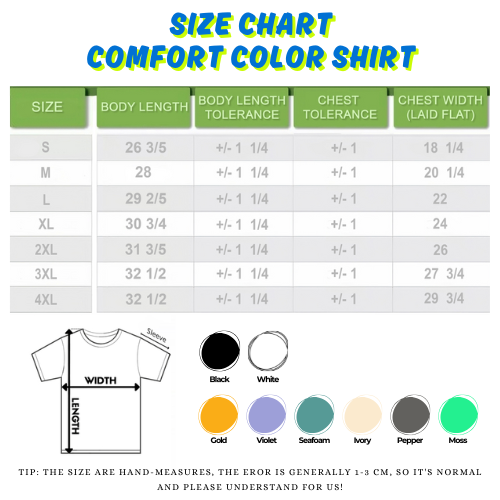 SIZE CHART
COMFORT COLOR SHIRT
SIZE BODY LENGTH BODY LENGTH TOLERANCE CHEST TOLERANCE CHEST WIDTH (LAID FLAT)
S 26 3/5 +/- 1 1/4 +/- 1 18 1/4
M 28 +/- 1 1/4 +/- 1 20 1/4
L 29 2/5 +/- 1 1/4 +/- 1 22
XL 30 3/4 +/- 1 1/4 +/- 1 24
2XL 31 3/5 +/- 1 1/4 +/- 1 26
3XL 32 1/2 +/- 1 1/4 +/- 1 27 3/4
4XL 32 1/2 +/- 1 1/4 +/- 1 29 3/4
Sleeve
WIDTH
LENGTH
Black White
Gold Violet Seafoam Ivory Pepper Moss
TIP: THE SIZE ARE HAND-MEASURES, THE EROR IS GENERALLY 1-3 CM, SO IT'S NORMAL
AND PLEASE UNDERSTAND FOR US!